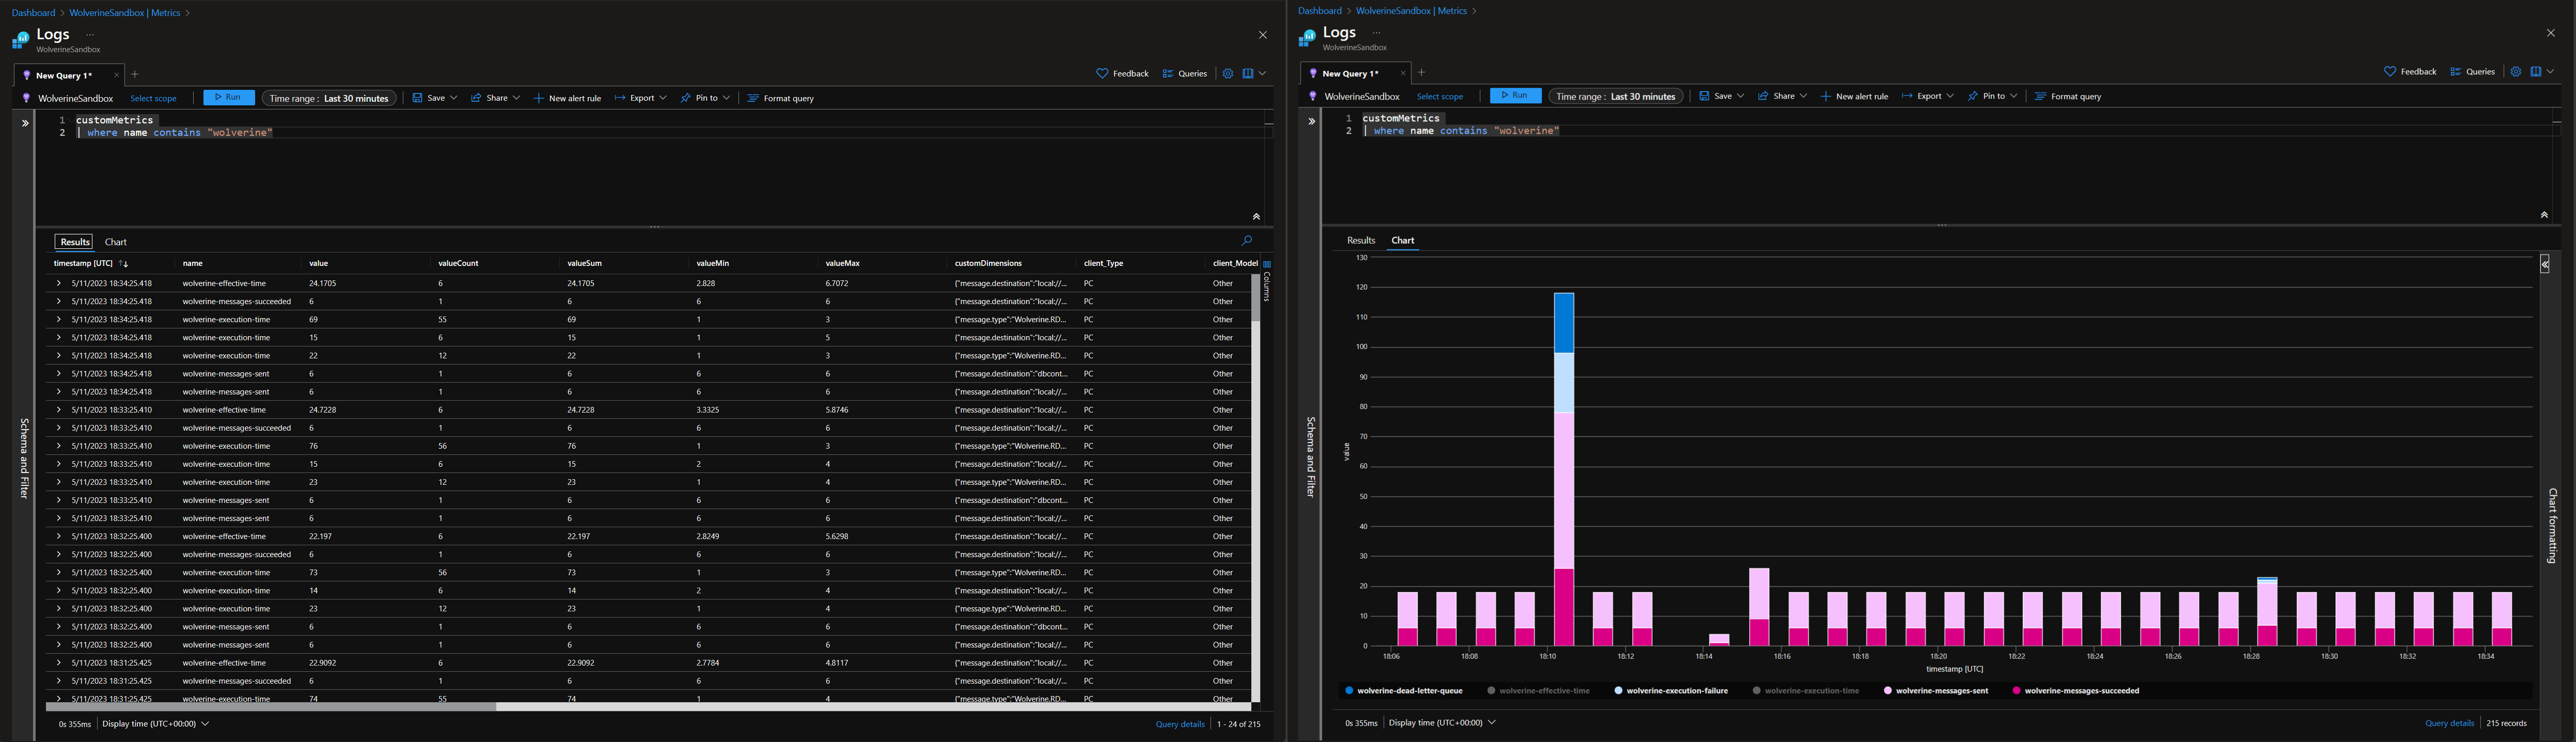 Dashboard > WolverineSandbox | Metrics >
Logs ...
WolverineSandbox
New Query 1* × +
Feedback Queries
WolverineSandbox Select scope Run Time range : Last 30 minutes Save Share New alert rule Export Pin to Format query
1 customMetrics
2 | where name contains "wolverine"
Schema and Filter
Results Chart
timestamp [UTC] name value valueCount valueSum valueMin valueMax customDimensions client_Type client_Model
Columns
5/11/2023 18:34:25.418 wolverine-effective-time 24.1705 6 24.1705 2.828 6.7072 {"message.destination":"local://... PC Other
5/11/2023 18:34:25.418 wolverine-messages-succeeded 6 1 6 6 6 {"message.destination":"local://... PC Other
5/11/2023 18:34:25.418 wolverine-execution-time 69 55 69 1 3 {"message.type":"Wolverine.RD... PC Other
5/11/2023 18:34:25.418 wolverine-execution-time 15 6 15 1 5 {"message.destination":"local://... PC Other
5/11/2023 18:34:25.418 wolverine-execution-time 22 12 22 1 3 {"message.type":"Wolverine.RD... PC Other
5/11/2023 18:34:25.418 wolverine-messages-sent 6 1 6 6 6 {"message.destination":"dbcont... PC Other
5/11/2023 18:34:25.418 wolverine-messages-sent 6 1 6 6 6 {"message.destination":"local://... PC Other
5/11/2023 18:33:25.410 wolverine-effective-time 24.7228 6 24.7228 3.3325 5.8746 {"message.destination":"local://... PC Other
5/11/2023 18:33:25.410 wolverine-messages-succeeded 6 1 6 6 6 {"message.destination":"local://... PC Other
5/11/2023 18:33:25.410 wolverine-execution-time 76 56 76 1 3 {"message.type":"Wolverine.RD... PC Other
5/11/2023 18:33:25.410 wolverine-execution-time 15 6 15 2 4 {"message.destination":"local://... PC Other
5/11/2023 18:33:25.410 wolverine-execution-time 23 12 23 1 4 {"message.type":"Wolverine.RD... PC Other
5/11/2023 18:33:25.410 wolverine-messages-sent 6 1 6 6 6 {"message.destination":"dbcont... PC Other
5/11/2023 18:33:25.410 wolverine-messages-sent 6 1 6 6 6 {"message.destination":"local://... PC Other
5/11/2023 18:32:25.400 wolverine-effective-time 22.197 6 22.197 2.8249 5.6298 {"message.destination":"local://... PC Other
5/11/2023 18:32:25.400 wolverine-messages-succeeded 6 1 6 6 6 {"message.destination":"local://... PC Other
5/11/2023 18:32:25.400 wolverine-execution-time 73 56 73 1 3 {"message.type":"Wolverine.RD... PC Other
5/11/2023 18:32:25.400 wolverine-execution-time 14 6 14 2 4 {"message.destination":"local://... PC Other
5/11/2023 18:32:25.400 wolverine-execution-time 23 12 23 1 4 {"message.type":"Wolverine.RD... PC Other
5/11/2023 18:32:25.400 wolverine-messages-sent 6 1 6 6 6 {"message.destination":"dbcont... PC Other
5/11/2023 18:32:25.400 wolverine-messages-sent 6 1 6 6 6 {"message.destination":"local://... PC Other
5/11/2023 18:31:25.425 wolverine-effective-time 22.9092 6 22.9092 2.7784 4.8117 {"message.destination":"local://... PC Other
5/11/2023 18:31:25.425 wolverine-messages-succeeded 6 1 6 6 6 {"message.destination":"local://... PC Other
5/11/2023 18:31:25.425 wolverine-execution-time 74 55 74 1 4 {"message.type":"Wolverine.RD... PC Other
0s 355ms Display time (UTC+00:00) Query details 1 - 24 of 215
Dashboard > WolverineSandbox | Metrics >
Logs ...
WolverineSandbox
New Query 1* × +
Feedback Queries
WolverineSandbox Select scope Run Time range : Last 30 minutes Save Share New alert rule Export Pin to Format query
1 customMetrics
2 | where name contains "wolverine"
Schema and Filter
Results Chart
130
120
110
100
90
80
70
60
50
40
30
20
10
0
value
18:06 18:08 18:10 18:12 18:14 18:16 18:18 18:20 18:22 18:24 18:26 18:28 18:30 18:32 18:34
timestamp [UTC]
wolverine-dead-letter-queue wolverine-effective-time wolverine-execution-failure wolverine-execution-time wolverine-messages-sent wolverine-messages-succeeded
Chart formatting
0s 355ms Display time (UTC+00:00) Query details 215 records